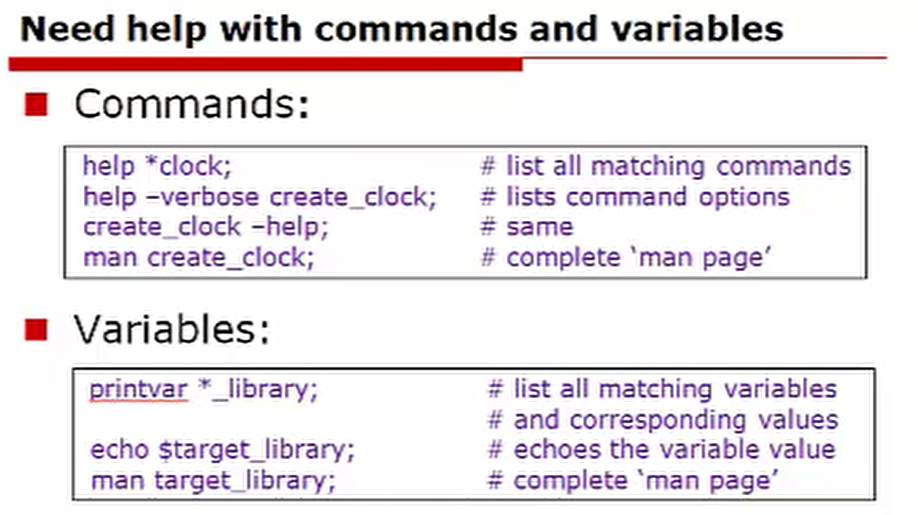 Need help with commands and variables
Commands:
help *clock; # list all matching commands
help –verbose create_clock; # lists command options
create_clock –help; # same
man create_clock; # complete ‘man page’
Variables:
printvar *_library; # list all matching variables
# and corresponding values
echo $target_library; # echoes the variable value
man target_library; # complete ‘man page’